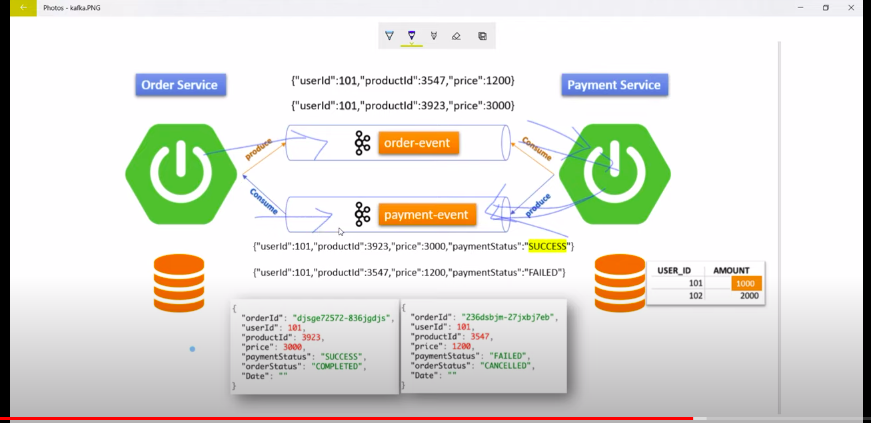 Photos - kafka.PNG
Order Service
{"userId":101,"productId":3547,"price":1200}
{"userId":101,"productId":3923,"price":3000}
Payment Service
produce
order-event
Consume
Consume
payment-event
produce
{"userId":101,"productId":3923,"price":3000,"paymentStatus":"SUCCESS"}
{"userId":101,"productId":3547,"price":1200,"paymentStatus":"FAILED"}
USER_ID AMOUNT
101 1000
102 2000
{
"orderId": "djsge72572-836jgdjs",
"userId": 101,
"productId": 3923,
"price": 3000,
"paymentStatus": "SUCCESS",
"orderStatus": "COMPLETED",
"Date": ""
}
{
"orderId": "Z36dsbjm-27jxbj7eb",
"userId": 101,
"productId": 3547,
"price": 1200,
"paymentStatus": "FAILED",
"orderStatus": "CANCELLED",
"Date": ""
}